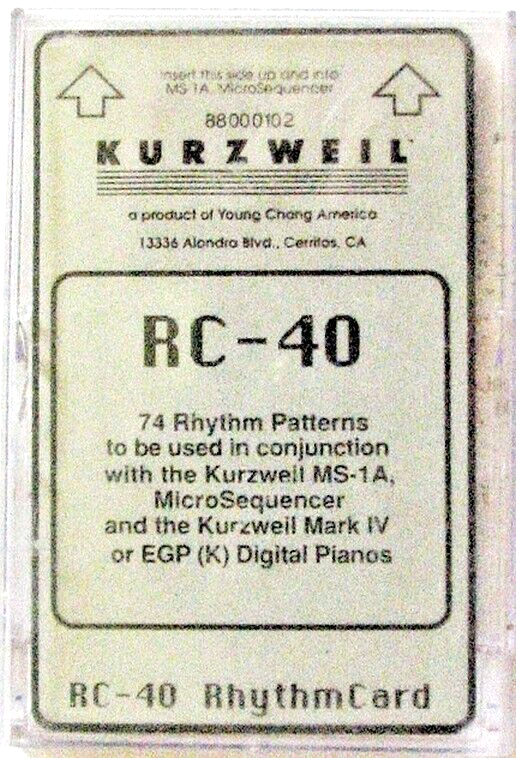 Insert this side up and into
MS-1A, MicroSequencer
88000102
KURZWEIL
a product of Young Chang America
13336 Alondra Blvd., Cerritos, CA
RC-40
74 Rhythm Patterns
to be used in conjunction
with the Kurzweil MS-1A,
MicroSequencer
and the Kurzweil Mark IV
or EGP (K) Digital Pianos
RC-40 RhythmCard